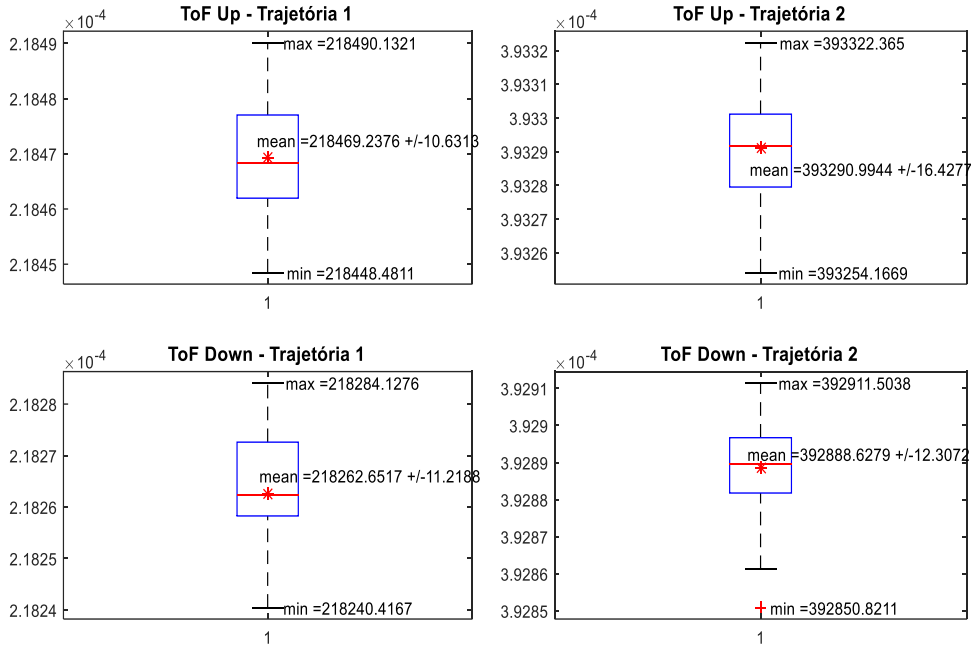 ToF Up - Trajetória 1
×10-4
2.1849
2.1848
2.1847
2.1846
2.1845
max =218490.1321
mean =218469.2376 +/-10.6313
min =218448.4811
1
ToF Up - Trajetória 2
×10-4
3.9332
3.9331
3.933
3.9329
3.9328
3.9327
3.9326
max =393322.365
mean =393290.9944 +/-16.4277
min =393254.1669
1
ToF Down - Trajetória 1
×10-4
2.1828
2.1827
2.1826
2.1825
2.1824
max =218284.1276
mean =218262.6517 +/-11.2188
min =218240.4167
1
ToF Down - Trajetória 2
×10-4
3.9291
3.929
3.9289
3.9288
3.9287
3.9286
3.9285
max =392911.5038
mean =392888.6279 +/-12.3072
min =392850.8211
1